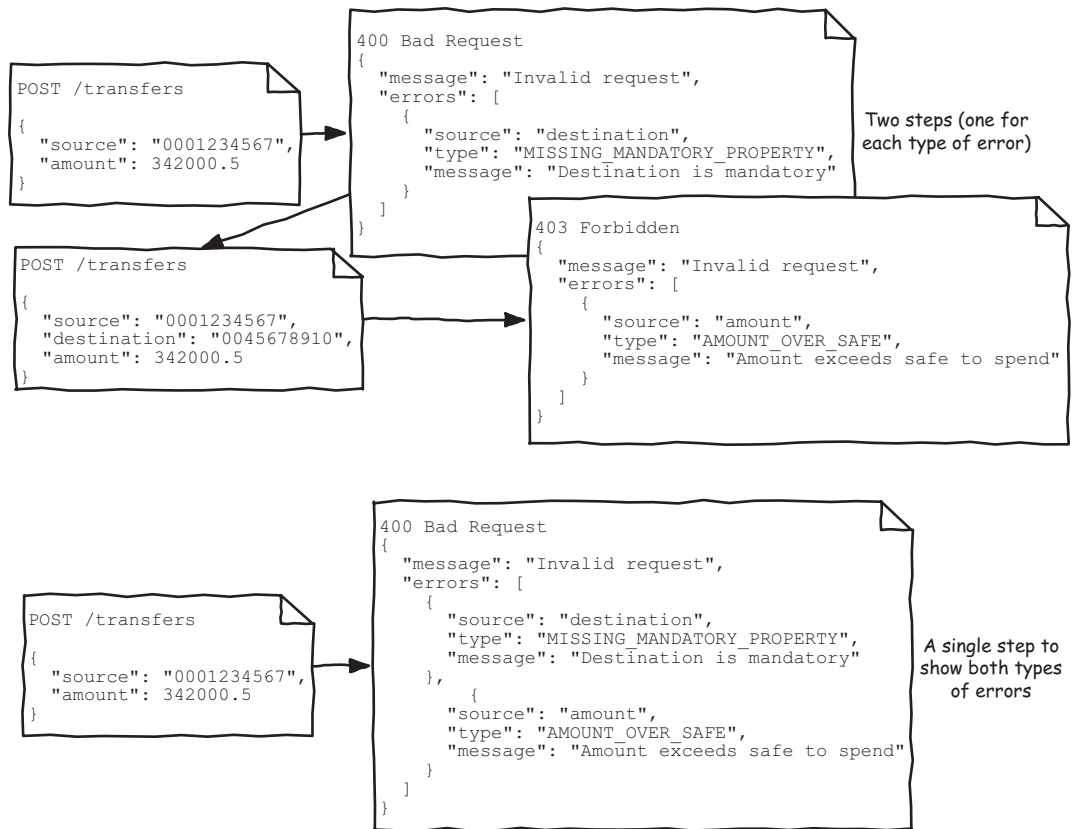 POST /transfers
{
  "source": "0001234567",
  "amount": 342000.5
}
400 Bad Request
{
  "message": "Invalid request",
  "errors": [
    {
      "source": "destination",
      "type": "MISSING_MANDATORY_PROPERTY",
      "message": "Destination is mandatory"
    }
  ]
}
Two steps (one for
each type of error)
POST /transfers
{
  "source": "0001234567",
  "destination": "0045678910",
  "amount": 342000.5
}
403 Forbidden
{
  "message": "Invalid request",
  "errors": [
    {
      "source": "amount",
      "type": "AMOUNT_OVER_SAFE",
      "message": "Amount exceeds safe to spend"
    }
  ]
}
POST /transfers
{
  "source": "0001234567",
  "amount": 342000.5
}
400 Bad Request
{
  "message": "Invalid request",
  "errors": [
    {
      "source": "destination",
      "type": "MISSING_MANDATORY_PROPERTY",
      "message": "Destination is mandatory"
    },
        {
      "source": "amount",
      "type": "AMOUNT_OVER_SAFE",
      "message": "Amount exceeds safe to spend"
    }
  ]
}
A single step to
show both types
of errors